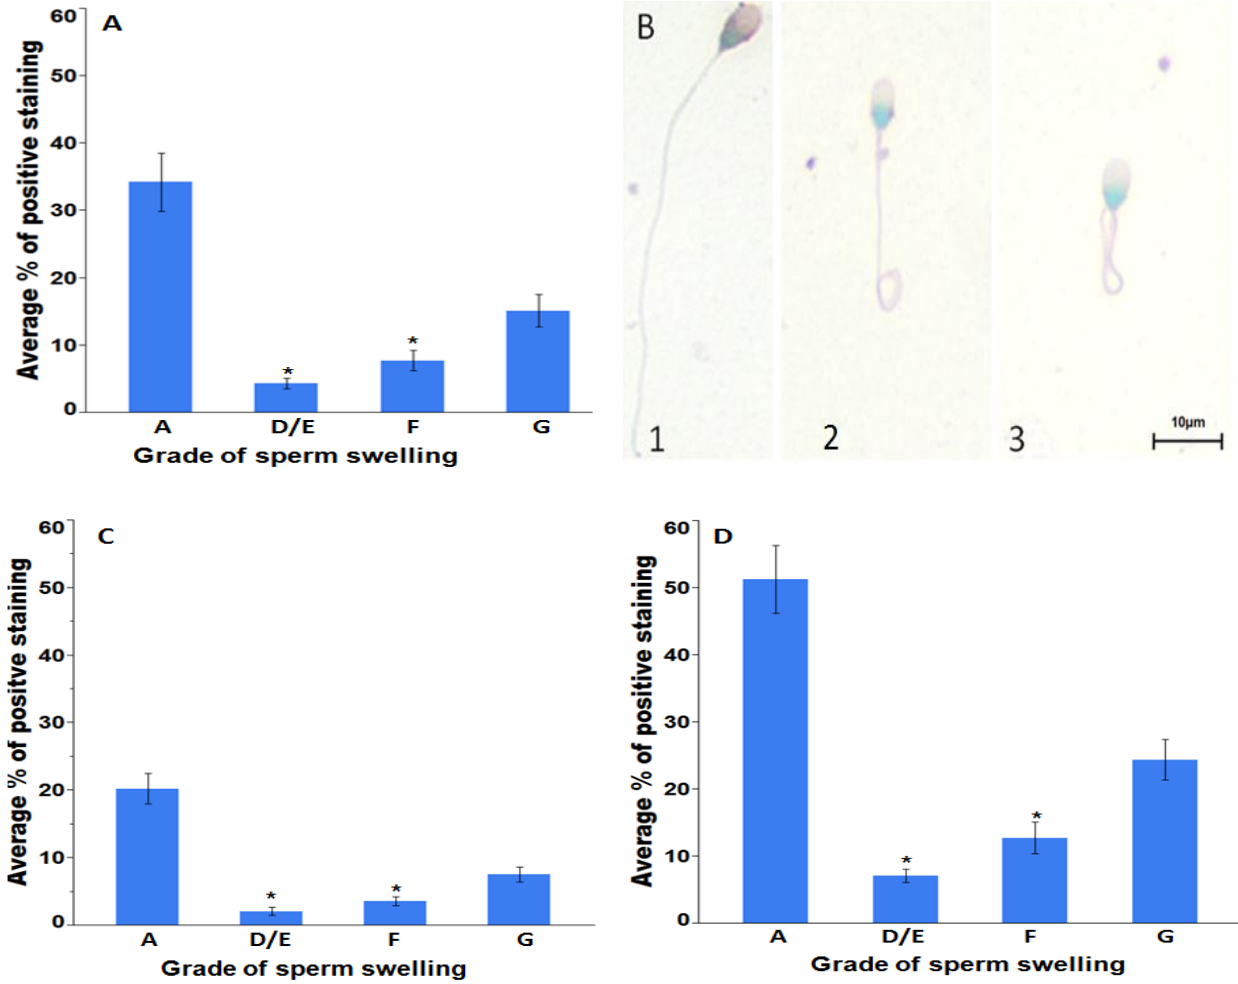 A
60
50
40
30
20
10
0
Average % of positive staining
A D/E F G
Grade of sperm swelling
*
*
B
1 2 3
10µm
C
60
50
40
30
20
10
0
Average % of positve staining
A D/E F G
Grade of sperm swelling
*
*
D
60
50
40
30
20
10
0
Average % of positive staining
A D/E F G
Grade of sperm swelling
*
*